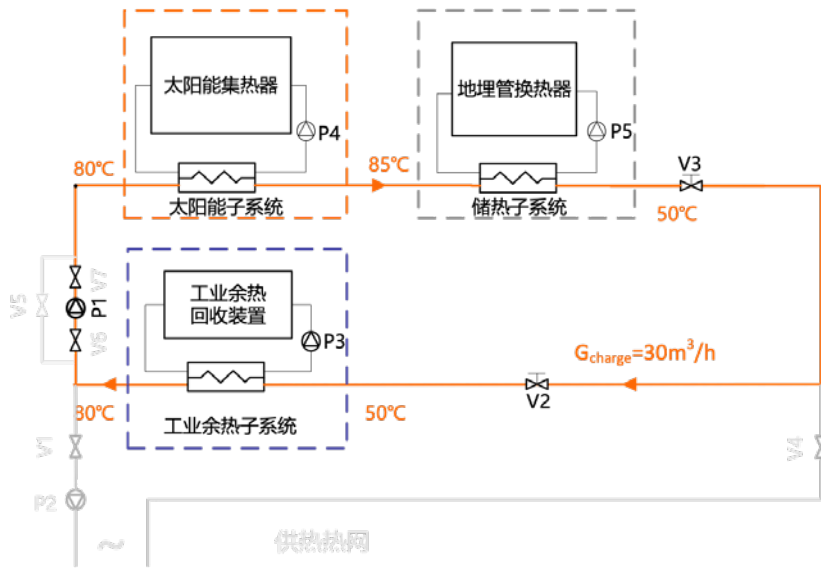 太阳能集热器
P4
地埋管换热器
P5
80℃
85℃
V3
太阳能子系统
储热子系统
50℃
V5
V7
P1
V6
工业余热
回收装置
P3
G_charge=30m³/h
80℃
50℃
V2
工业余热子系统
V1
V4
P2
~
供热热网